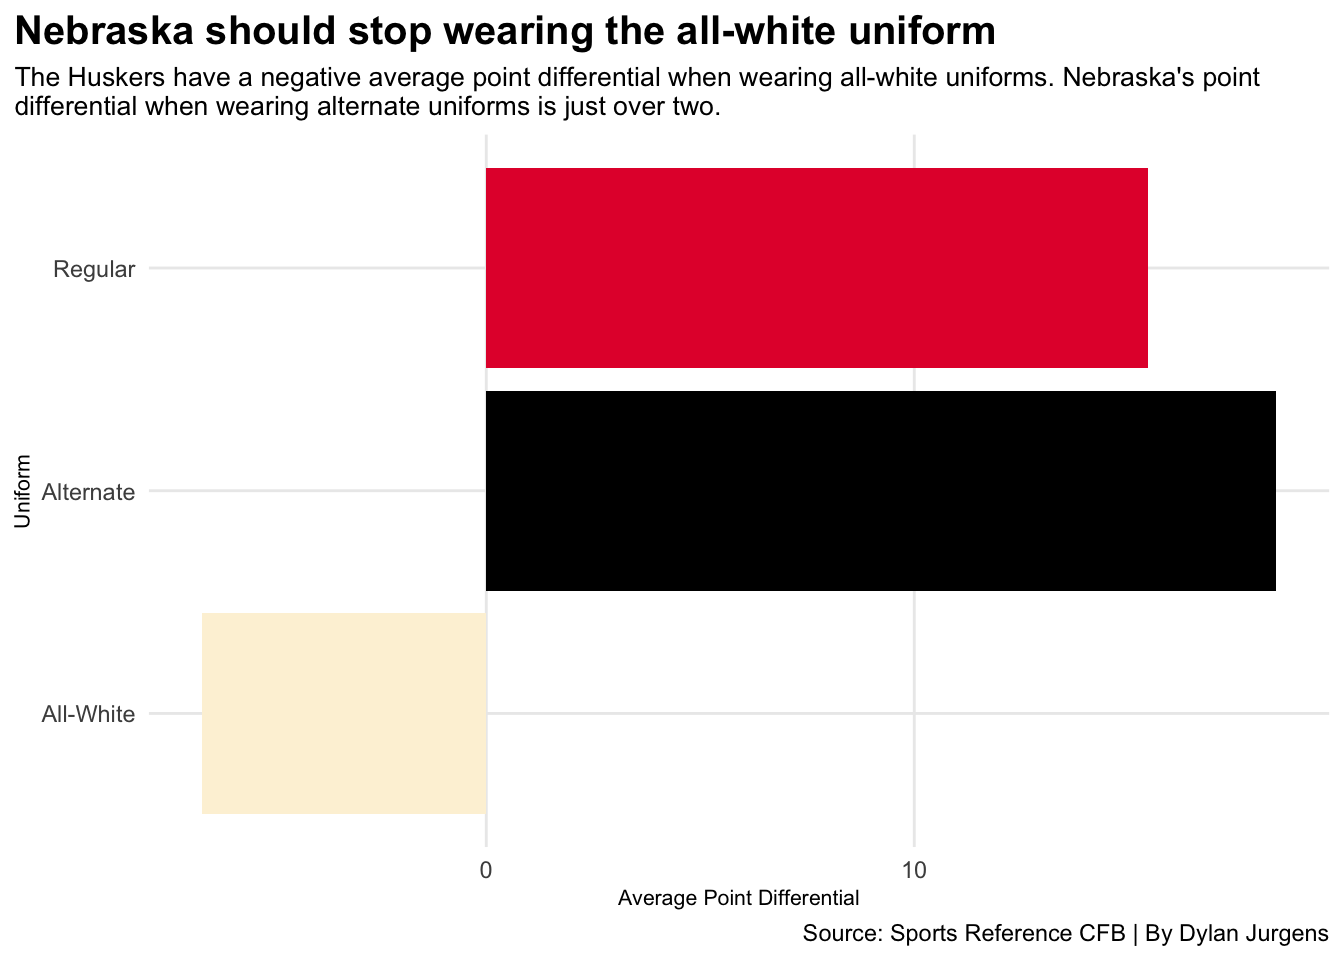 Nebraska should stop wearing the all-white uniform
The Huskers have a negative average point differential when wearing all-white uniforms. Nebraska's point
differential when wearing alternate uniforms is just over two.
Regular
Alternate
All-White
Uniform
0
10
Average Point Differential
Source: Sports Reference CFB | By Dylan Jurgens